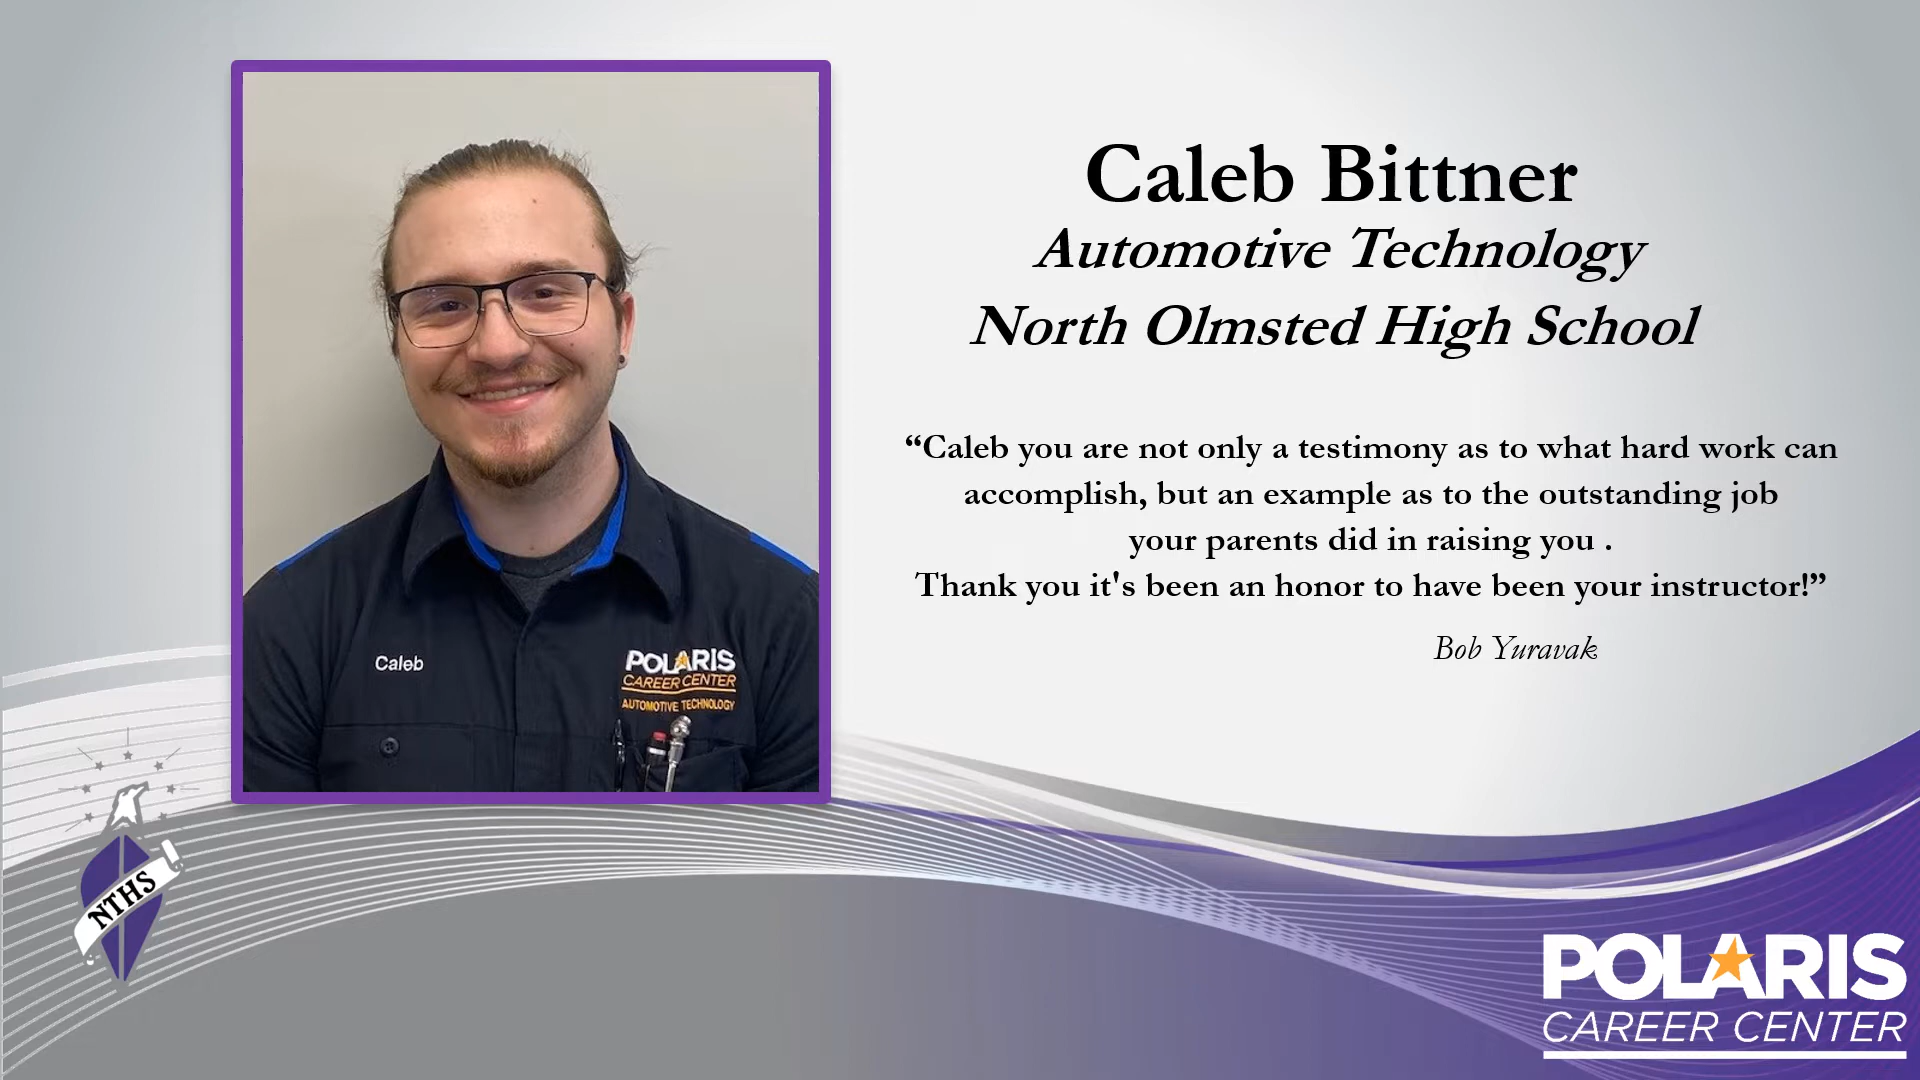 Caleb Bittner
Automotive Technology
North Olmsted High School
“Caleb you are not only a testimony as to what hard work can
accomplish, but an example as to the outstanding job
your parents did in raising you .
Thank you it's been an honor to have been your instructor!”
Bob Yuravak
Caleb
POLARIS
CAREER CENTER
AUTOMOTIVE TECHNOLOGY
NTHS
POLARIS
CAREER CENTER